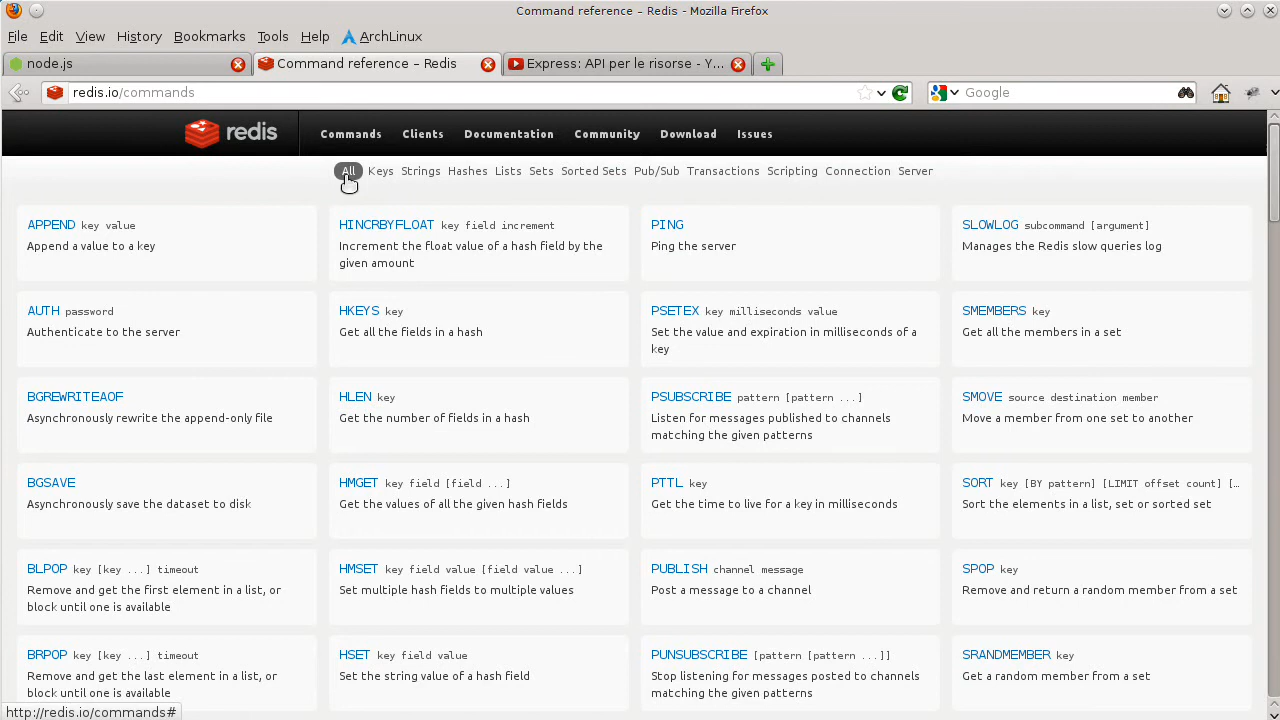 Command reference – Redis - Mozilla Firefox
File Edit View History Bookmarks Tools Help ArchLinux
node.js
Command reference – Redis
Express: API per le risorse - Y...
redis.io/commands
Google
redis
Commands Clients Documentation Community Download Issues
All Keys Strings Hashes Lists Sets Sorted Sets Pub/Sub Transactions Scripting Connection Server
APPEND key value
Append a value to a key
HINCRBYFLOAT key field increment
Increment the float value of a hash field by the
given amount
PING
Ping the server
SLOWLOG subcommand [argument]
Manages the Redis slow queries log
AUTH password
Authenticate to the server
HKEYS key
Get all the fields in a hash
PSETEX key milliseconds value
Set the value and expiration in milliseconds of a
key
SMEMBERS key
Get all the members in a set
BGREWRITEAOF
Asynchronously rewrite the append-only file
HLEN key
Get the number of fields in a hash
PSUBSCRIBE pattern [pattern ...]
Listen for messages published to channels
matching the given patterns
SMOVE source destination member
Move a member from one set to another
BGSAVE
Asynchronously save the dataset to disk
HMGET key field [field ...]
Get the values of all the given hash fields
PTTL key
Get the time to live for a key in milliseconds
SORT key [BY pattern] [LIMIT offset count] [...
Sort the elements in a list, set or sorted set
BLPOP key [key ...] timeout
Remove and get the first element in a list, or
block until one is available
HMSET key field value [field value ...]
Set multiple hash fields to multiple values
PUBLISH channel message
Post a message to a channel
SPOP key
Remove and return a random member from a set
BRPOP key [key ...] timeout
Remove and get the last element in a list, or
block until one is available
HSET key field value
Set the string value of a hash field
PUNSUBSCRIBE [pattern [pattern ...]]
Stop listening for messages posted to channels
matching the given patterns
SRANDMEMBER key
Get a random member from a set
http://redis.io/commands#